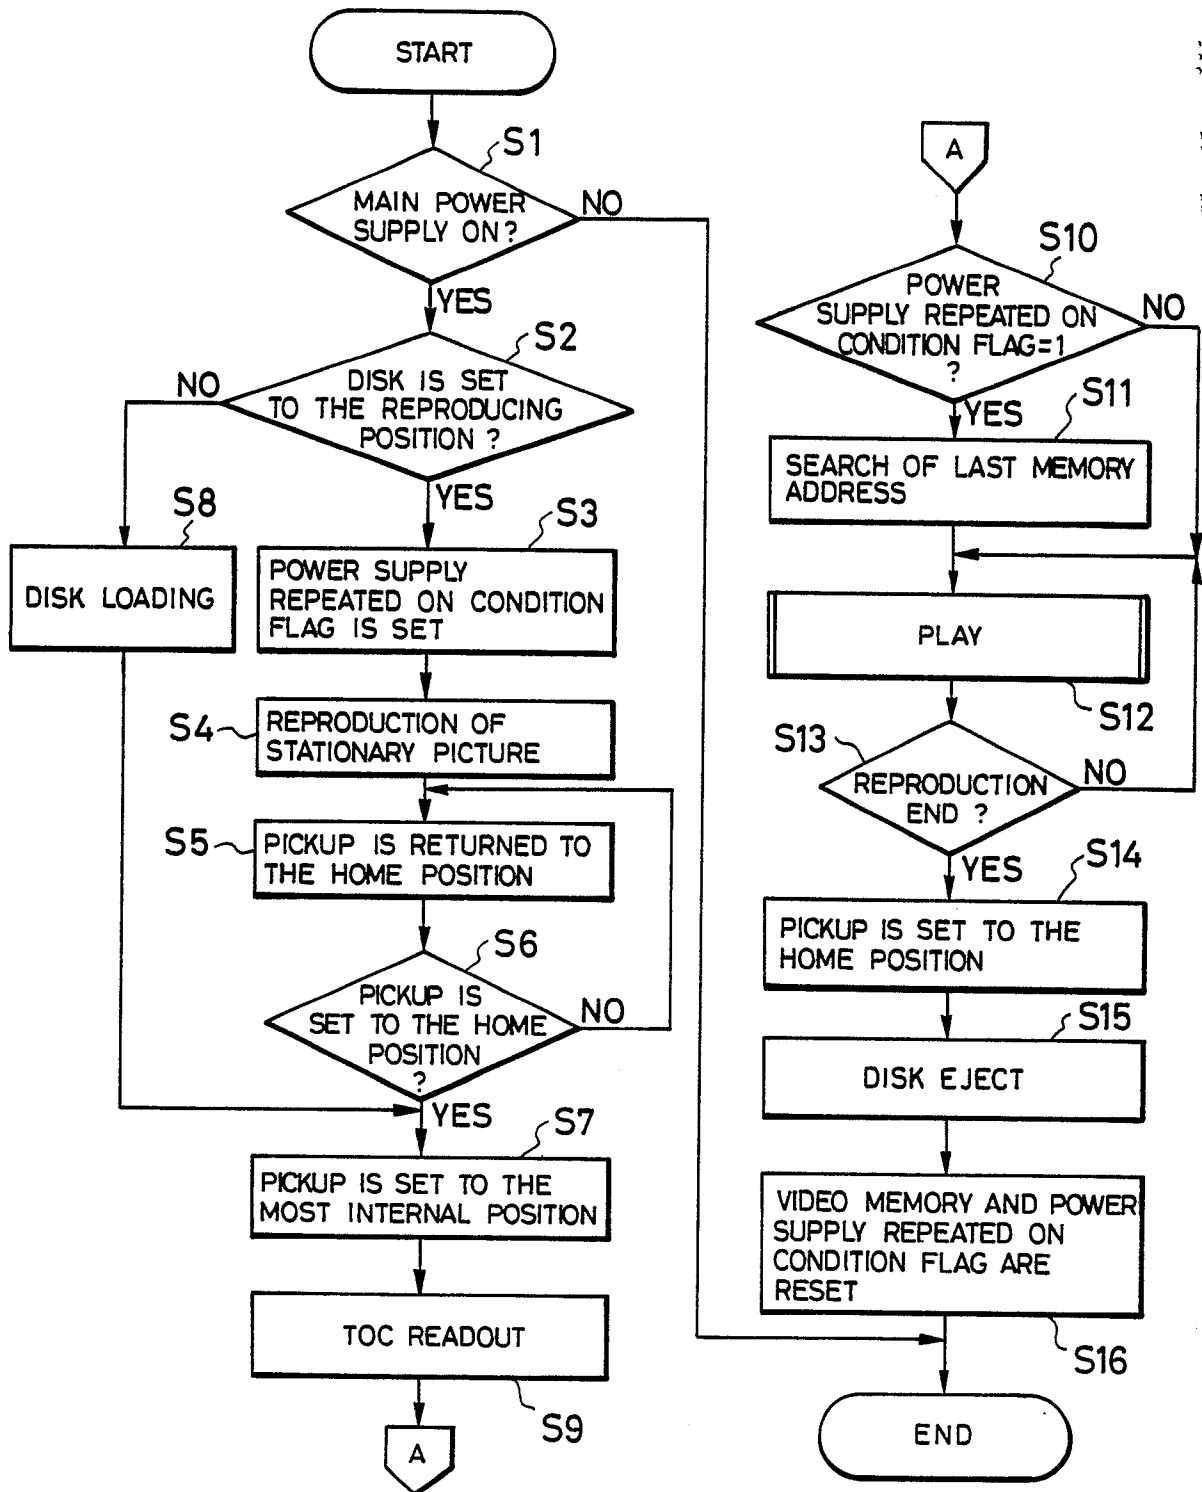 START
S1
MAIN POWER
SUPPLY ON?
NO
YES
S2
NO
DISK IS SET
TO THE REPRODUCING
POSITION ?
YES
S8
DISK LOADING
S3
POWER SUPPLY
REPEATED ON CONDITION
FLAG IS SET
S4
REPRODUCTION OF
STATIONARY PICTURE
S5
PICKUP IS RETURNED TO
THE HOME POSITION
S6
PICKUP IS
SET TO THE HOME
POSITION
?
NO
YES
S7
PICKUP IS SET TO THE
MOST INTERNAL POSITION
TOC READOUT
S9
A
A
S10
POWER
SUPPLY REPEATED ON
CONDITION FLAG=1
?
NO
YES
S11
SEARCH OF LAST MEMORY
ADDRESS
PLAY
S12
S13
REPRODUCTION
END ?
NO
YES
S14
PICKUP IS SET TO THE
HOME POSITION
S15
DISK EJECT
VIDEO MEMORY AND POWER
SUPPLY REPEATED ON
CONDITION FLAG ARE
RESET
S16
END